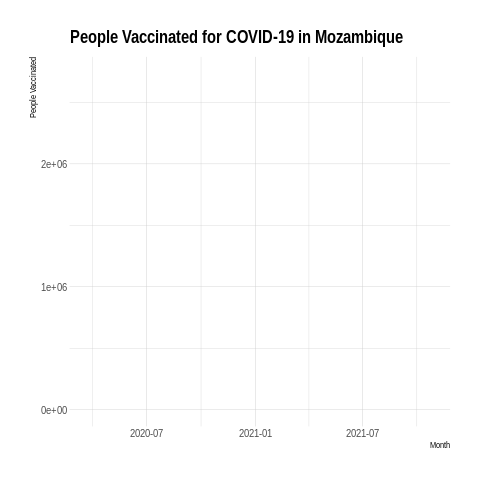 People Vaccinated for COVID-19 in Mozambique
People Vaccinated
2e+06
1e+06
0e+00
2020-07
2021-01
2021-07
Month